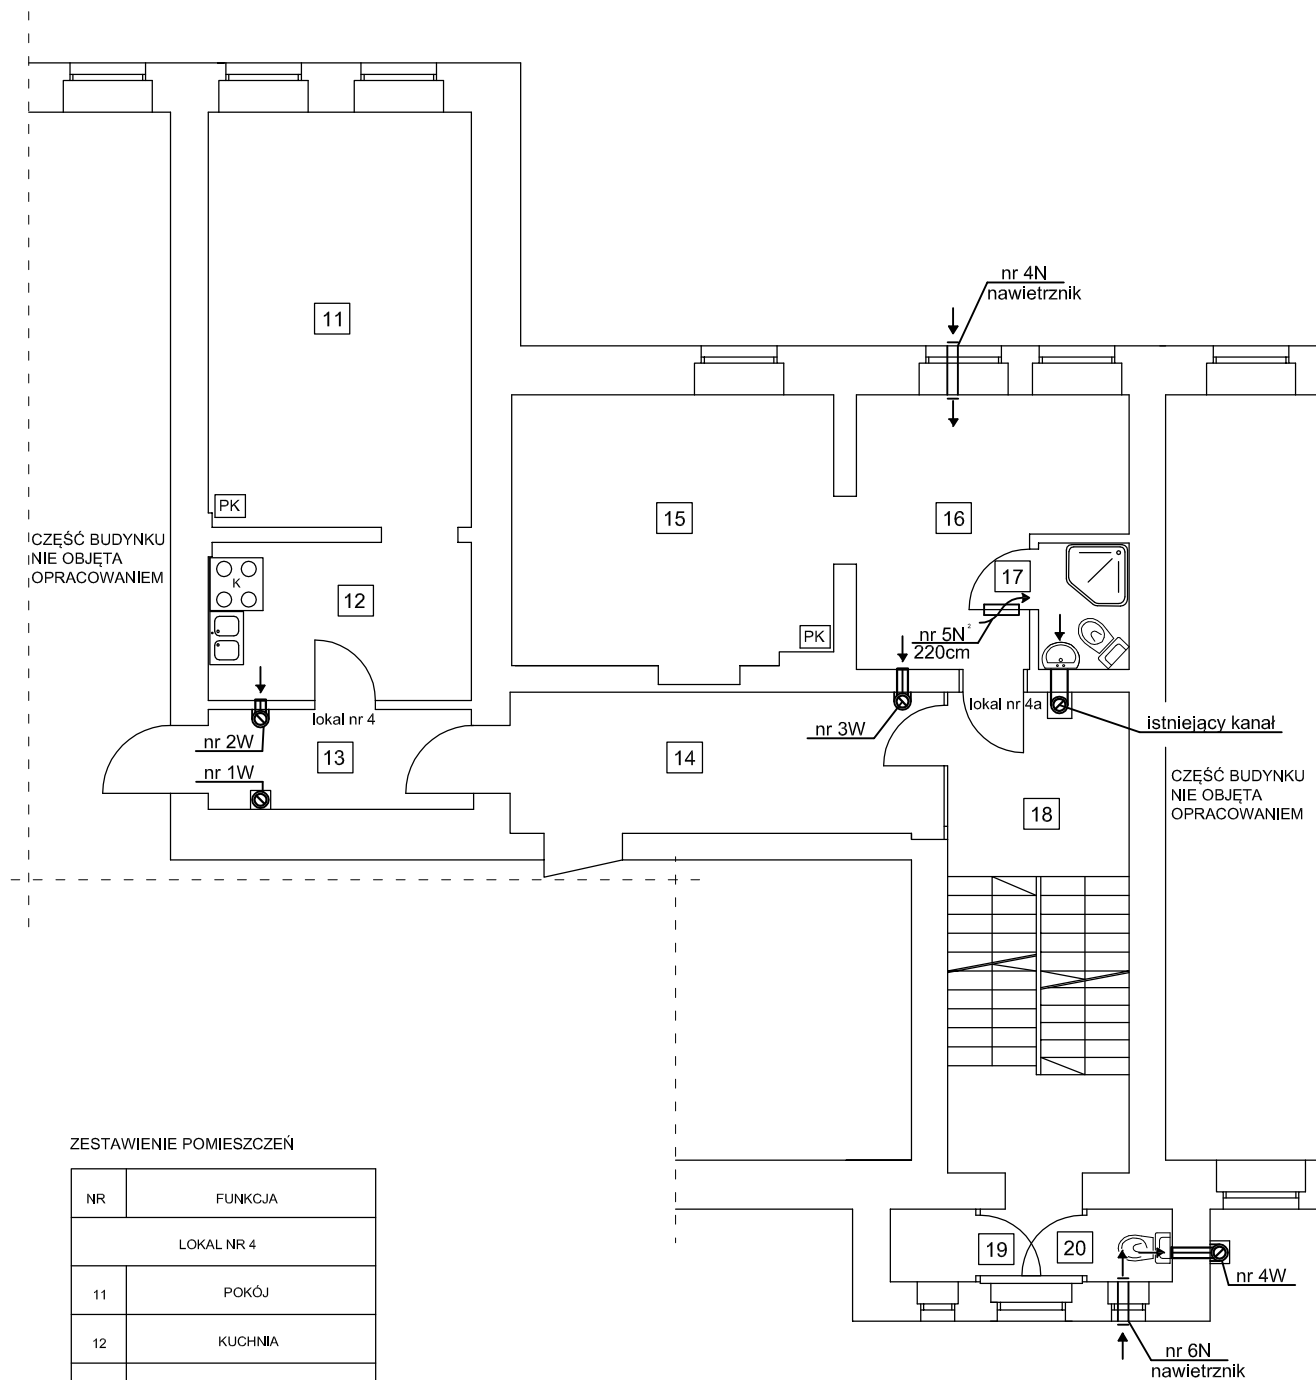 nr 4N
nawietrznik
11
PK
15
16
CZĘŚĆ BUDYNKU
NIE OBJĘTA
OPRACOWANIEM
K
12
17
nr 5N²
220cm
PK
lokal nr 4
lokal nr 4a
nr 2W
nr 3W
istniejący kanał
nr 1W
13
14
18
CZĘŚĆ BUDYNKU
NIE OBJĘTA
OPRACOWANIEM
ZESTAWIENIE POMIESZCZEŃ
NR FUNKCJA
LOKAL NR 4
11 POKÓJ
12 KUCHNIA
19
20
nr 4W
nr 6N
nawietrznik